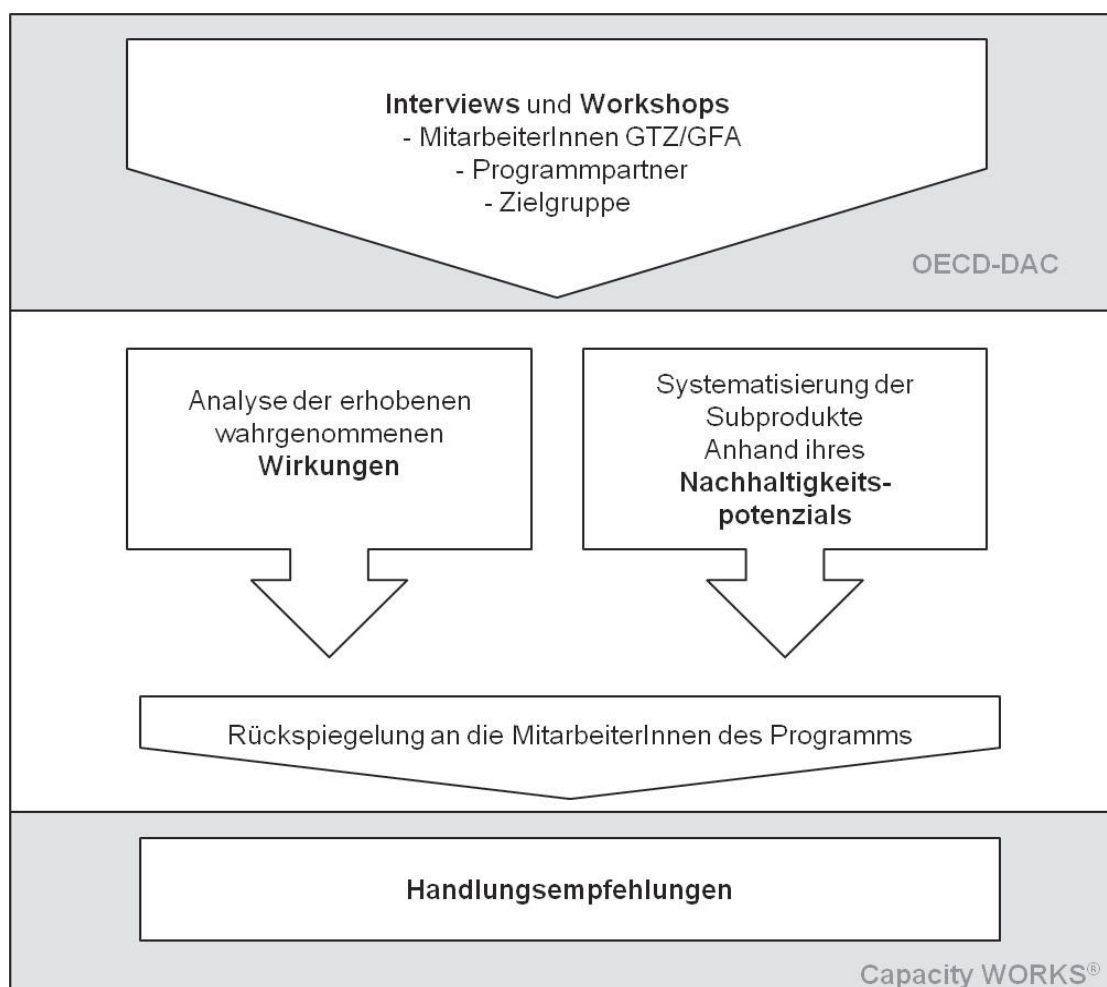 Interviews und Workshops
- MitarbeiterInnen GTZ/GFA
- Programmpartner
- Zielgruppe
OECD-DAC
Analyse der erhobenen
wahrgenommenen
Wirkungen
Systematisierung der
Subprodukte
Anhand ihres
Nachhaltigkeits-
potenzials
Rückspiegelung an die MitarbeiterInnen des Programms
Handlungsempfehlungen
Capacity WORKS®